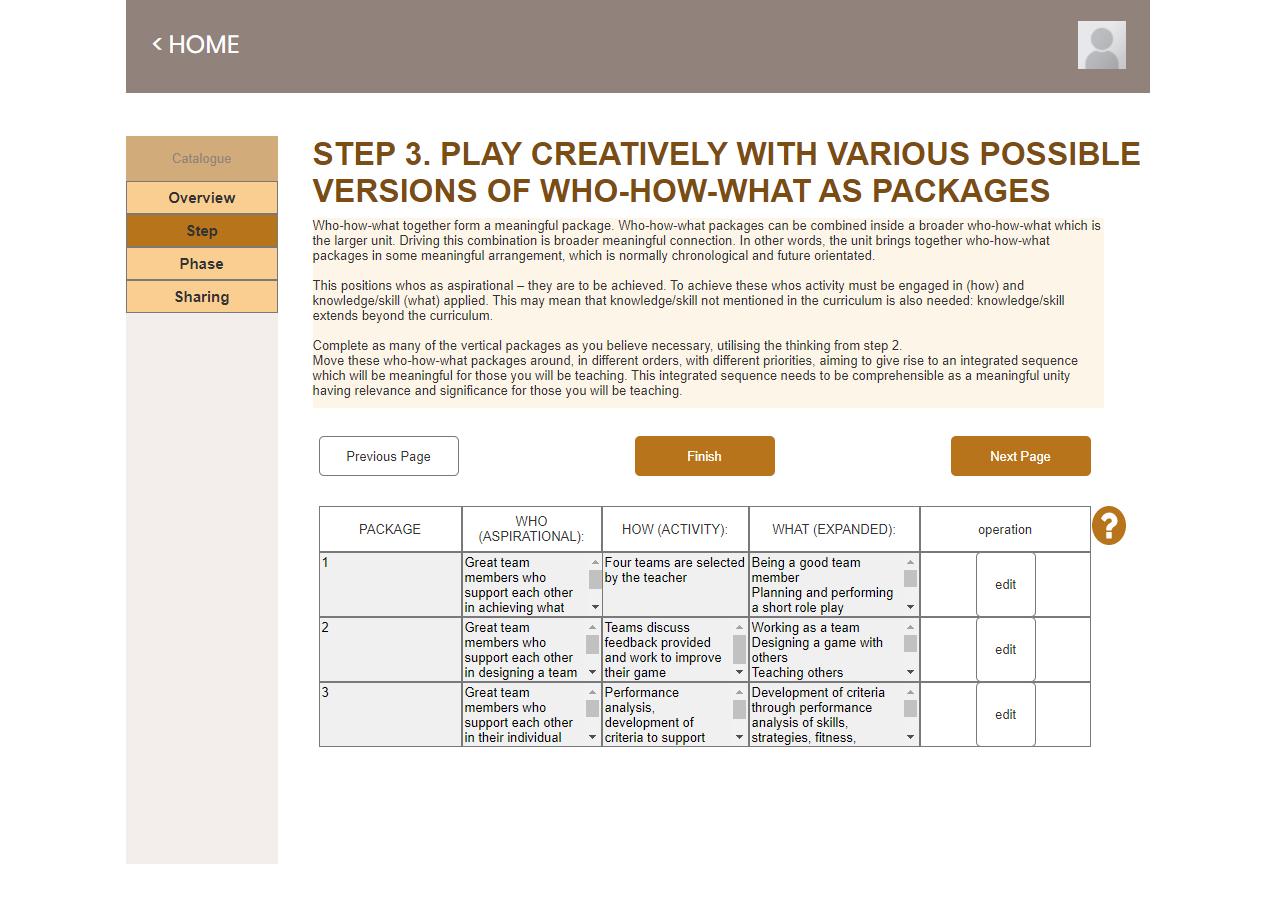 < HOME
Catalogue
Overview
Step
Phase
Sharing
STEP 3. PLAY CREATIVELY WITH VARIOUS POSSIBLE
VERSIONS OF WHO-HOW-WHAT AS PACKAGES
Who-how-what together form a meaningful package. Who-how-what packages can be combined inside a broader who-how-what which is
the larger unit. Driving this combination is broader meaningful connection. In other words, the unit brings together who-how-what
packages in some meaningful arrangement, which is normally chronological and future orientated.
This positions whos as aspirational – they are to be achieved. To achieve these whos activity must be engaged in (how) and
knowledge/skill (what) applied. This may mean that knowledge/skill not mentioned in the curriculum is also needed: knowledge/skill
extends beyond the curriculum.
Complete as many of the vertical packages as you believe necessary, utilising the thinking from step 2.
Move these who-how-what packages around, in different orders, with different priorities, aiming to give rise to an integrated sequence
which will be meaningful for those you will be teaching. This integrated sequence needs to be comprehensible as a meaningful unity
having relevance and significance for those you will be teaching.
Previous Page
Finish
Next Page
PACKAGE
WHO
(ASPIRATIONAL):
HOW (ACTIVITY):
WHAT (EXPANDED):
operation
?
1
Great team
members who
support each other
in achieving what
Four teams are selected
by the teacher
Being a good team
member
Planning and performing
a short role play
edit
2
Great team
members who
support each other
in designing a team
Teams discuss
feedback provided
and work to improve
their game
Working as a team
Designing a game with
others
Teaching others
edit
3
Great team
members who
support each other
in their individual
Performance
analysis,
development of
criteria to support
Development of criteria
through performance
analysis of skills,
strategies, fitness,
edit